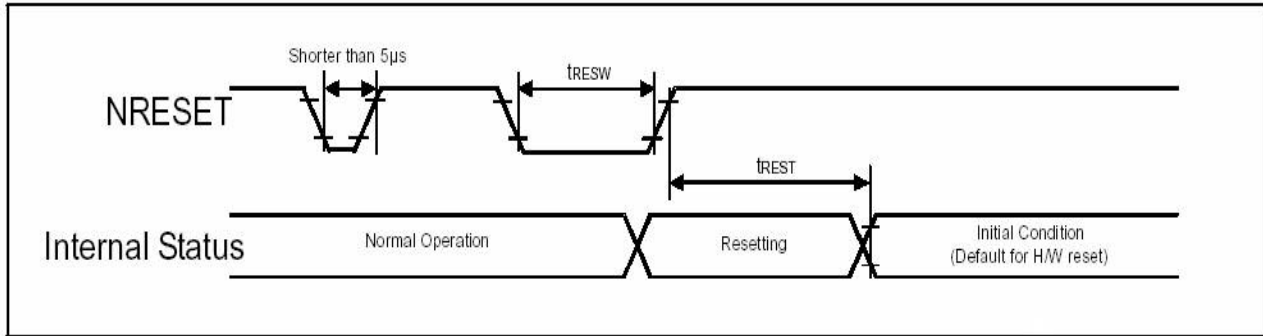 Shorter than 5µs
tRESW
NRESET
tREST
Internal Status
Normal Operation
Resetting
Initial Condition
(Default for H/W reset)